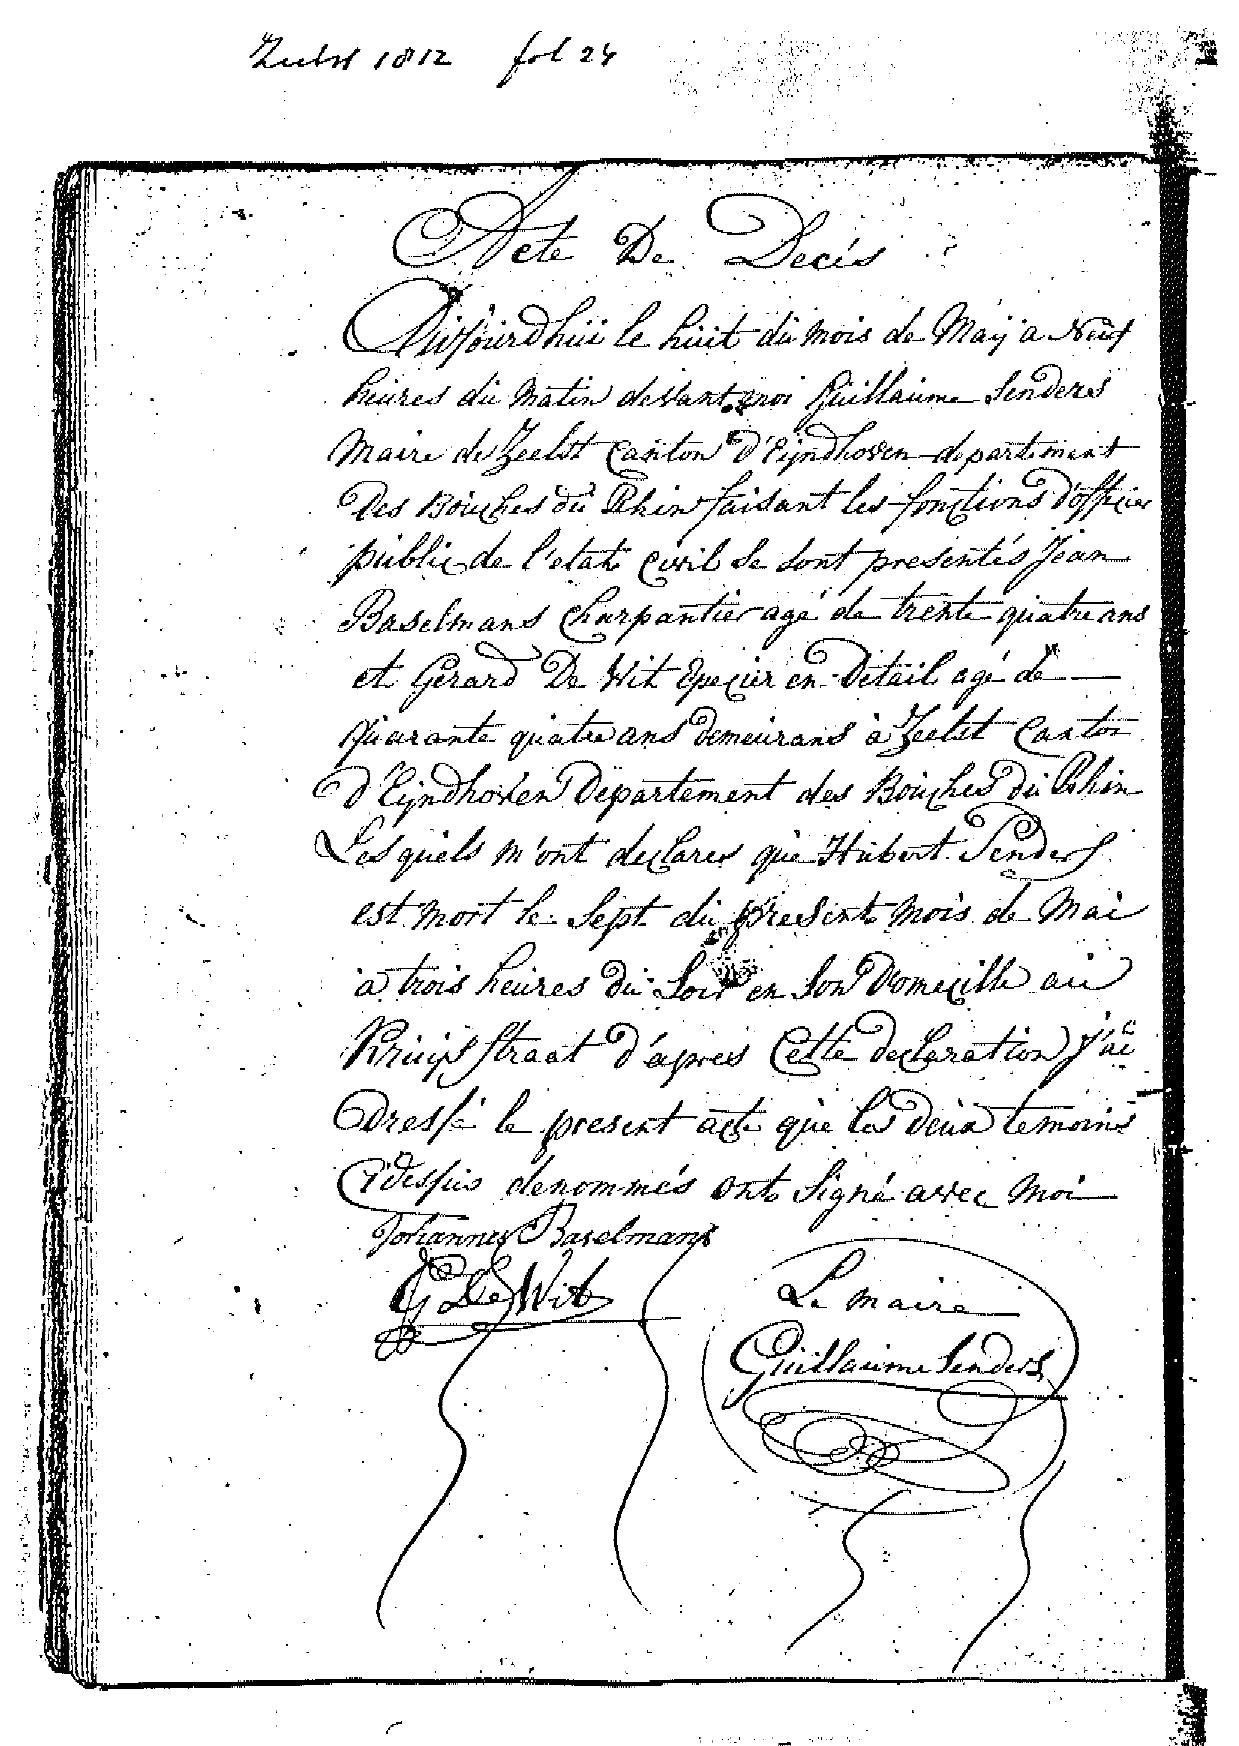 Zeelst 1812 fol 24
Acte De Decés
Aujourdhui le huit du mois de Maÿ a Neuf
heures du matin devant moi Guillaume Senders
Maire de Zeelst Canton d'Eijndhoven departement
Des Bouches du Rhin faisant les fonctions d'officier
public de l'etat Civil se sont presentés Jean
Baselmans Charpantier agé de trente quatre ans
et Gerard De Wit Epecier en Detail agé de
Quarante quatre ans demeurans à Zeelst Canton
d'Eijndhoven Departement des Bouches du Rhin
Lesquels m'ont declares que Hubert Senders
est mort le Sept du present mois de Mai
à trois heures du Soir en Son Domecille au
Kruijsstraat d'apres Cette declaration j'ai
Dressé le present acte que les deux temoins
Cidessus denommés ont Signé avec Moi
Johannes Baselmans
G De Wit
Le maire
Guillaume Senders